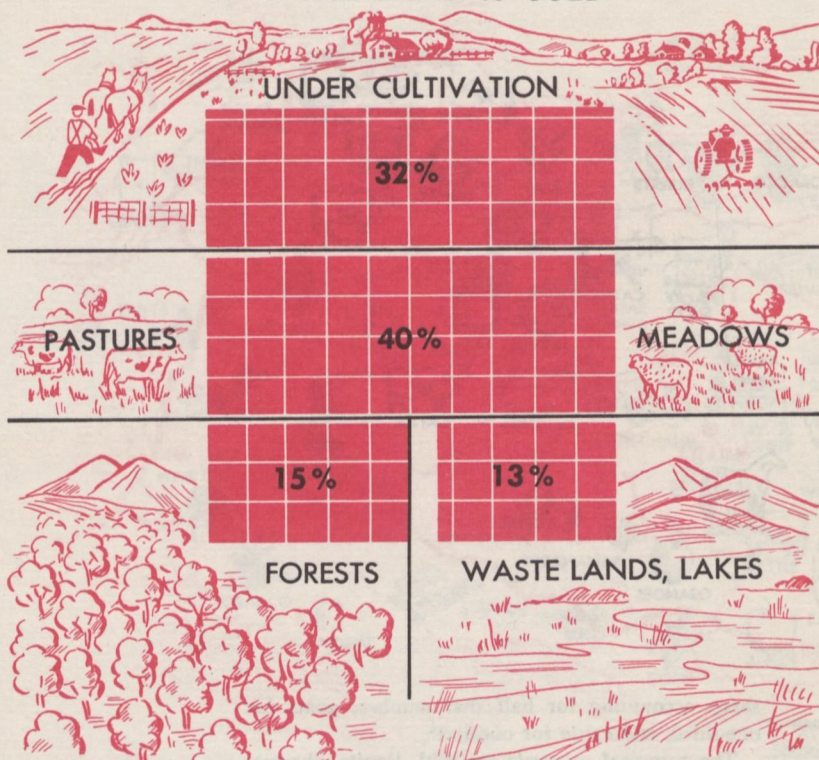 UNDER CULTIVATION
32%
PASTURES
40%
MEADOWS
15%
13%
FORESTS
WASTE LANDS, LAKES